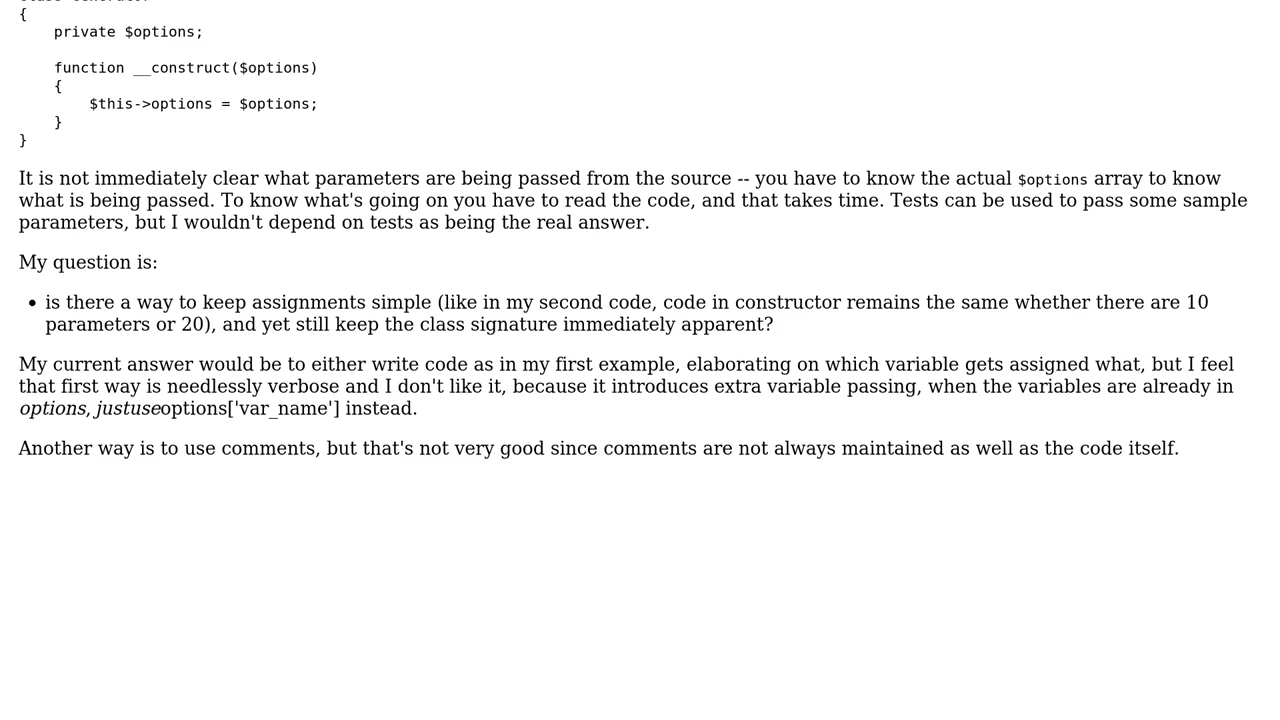 {
    private $options;
    function __construct($options)
    {
        $this->options = $options;
    }
}
It is not immediately clear what parameters are being passed from the source -- you have to know the actual $options array to know
what is being passed. To know what's going on you have to read the code, and that takes time. Tests can be used to pass some sample
parameters, but I wouldn't depend on tests as being the real answer.
My question is:
• is there a way to keep assignments simple (like in my second code, code in constructor remains the same whether there are 10
parameters or 20), and yet still keep the class signature immediately apparent?
My current answer would be to either write code as in my first example, elaborating on which variable gets assigned what, but I feel
that first way is needlessly verbose and I don't like it, because it introduces extra variable passing, when the variables are already in
options, justuseoptions['var_name'] instead.
Another way is to use comments, but that's not very good since comments are not always maintained as well as the code itself.